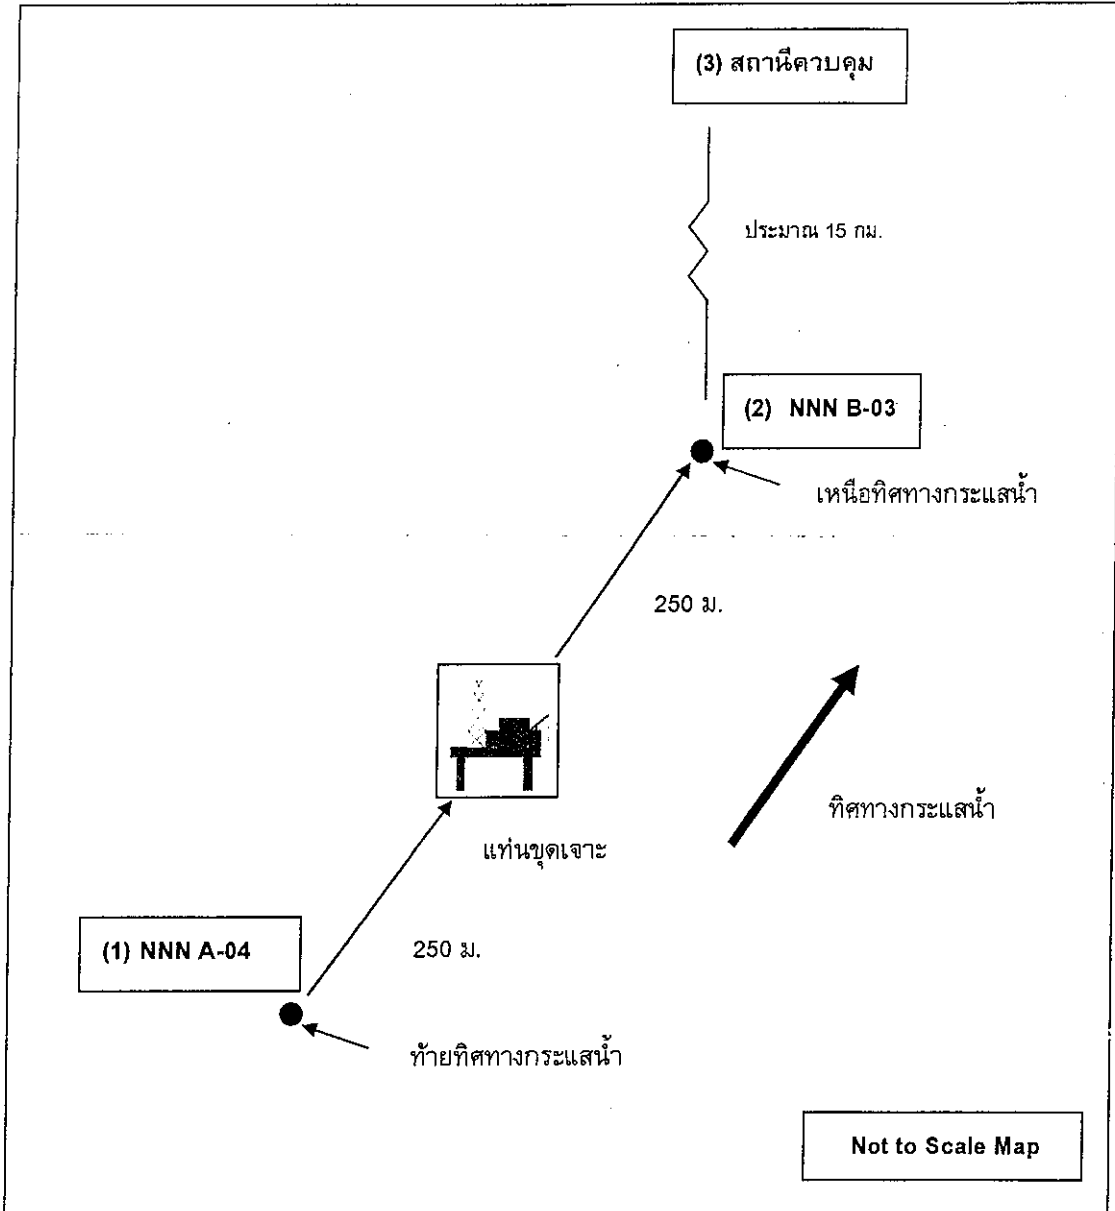 (3) สถานีควบคุม
ประมาณ 15 กม.
(2) NNN B-03
เหนือทิศทางกระแสน้ำ
250 ม.
ทิศทางกระแสน้ำ
แท่นขุดเจาะ
(1) NNN A-04
250 ม.
ท้ายทิศทางกระแสน้ำ
Not to Scale Map